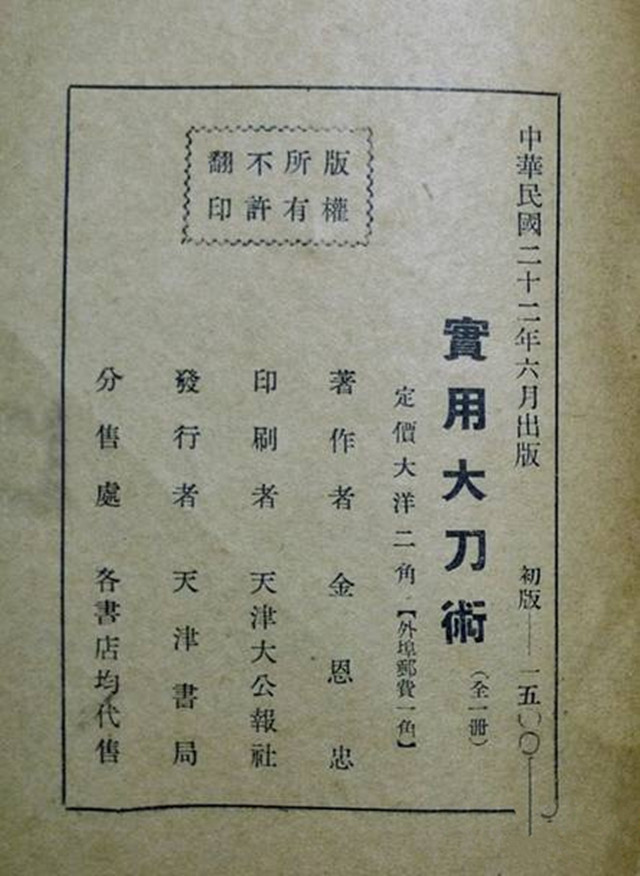 中華民國二十二年六月出版 初版——一五〇〇——
實用大刀術(全一冊)
定價大洋二角【外埠郵費一角】
版權
所有
不許
翻印
著作者 金恩忠
印刷者 天津大公報社
發行者 天津書局
分售處 各書店均代售